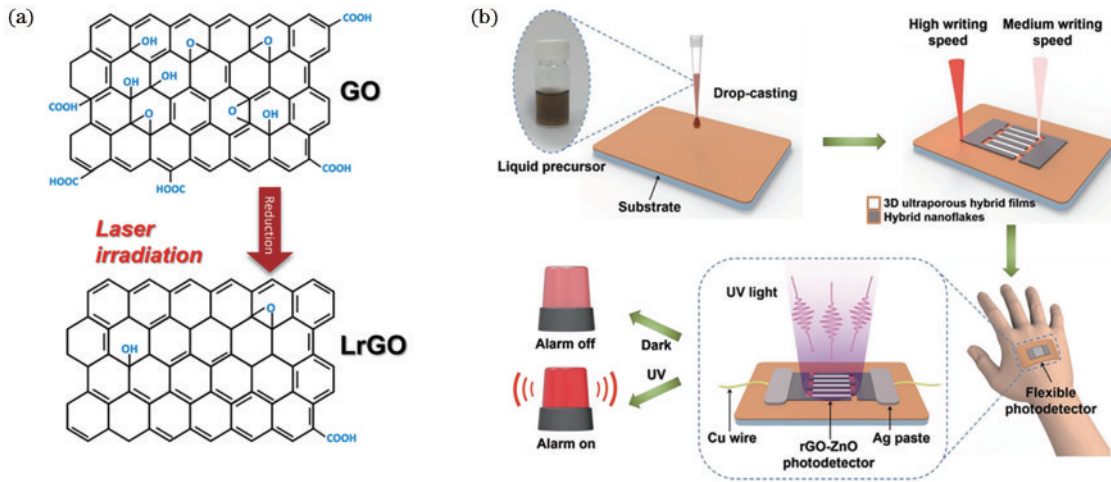 (a)
COOH
OH
O
O
OH
OH
GO
COOH
O
O
OH
HOOC
HOOC
COOH
Laser
irradiation
Reduction
O
OH
LrGO
COOH
(b)
Liquid precursor
Drop-casting
Substrate
High writing
speed
Medium writing
speed
3D ultraporous hybrid films
Hybrid nanoflakes
Alarm off
Dark
UV
Alarm on
UV light
Cu wire
rGO-ZnO
photodetector
Ag paste
Flexible
photodetector